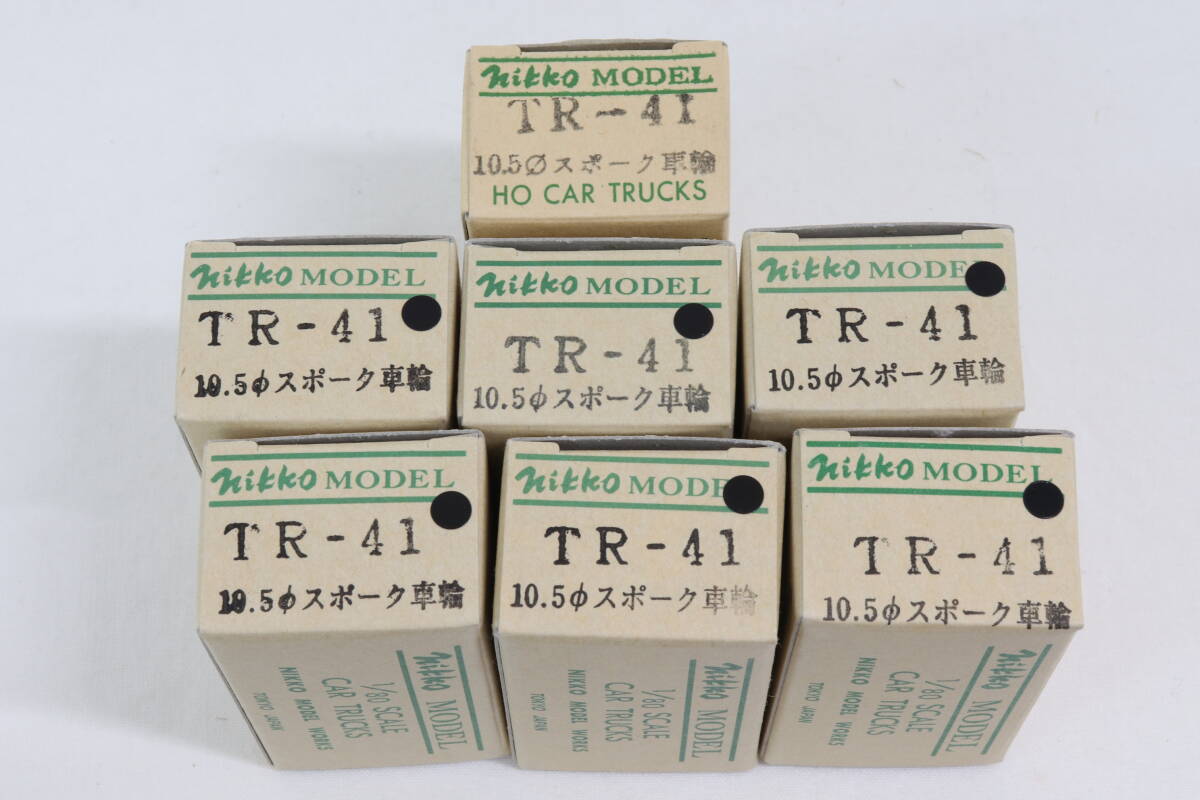 Nikko MODEL
TR-41
10.5Øスポーク車輪
HO CAR TRUCKS
Nikko MODEL
TR-41
10.5φスポーク車輪
Nikko MODEL
TR-41
10.5φスポーク車輪
Nikko MODEL
TR-41
10.5φスポーク車輪
Nikko MODEL
TR-41
10.5φスポーク車輪
Nikko MODEL
1/80 SCALE
CAR TRUCKS
NIKKO MODEL WORKS
TOKYO JAPAN
Nikko MODEL
TR-41
10.5φスポーク車輪
Nikko MODEL
1/80 SCALE
CAR TRUCKS
NIKKO MODEL WORKS
TOKYO JAPAN
Nikko MODEL
TR-41
10.5φスポーク車輪
Nikko MODEL
1/80 SCALE
CAR TRUCKS
NIKKO MODEL WORKS
TOKYO JAPAN